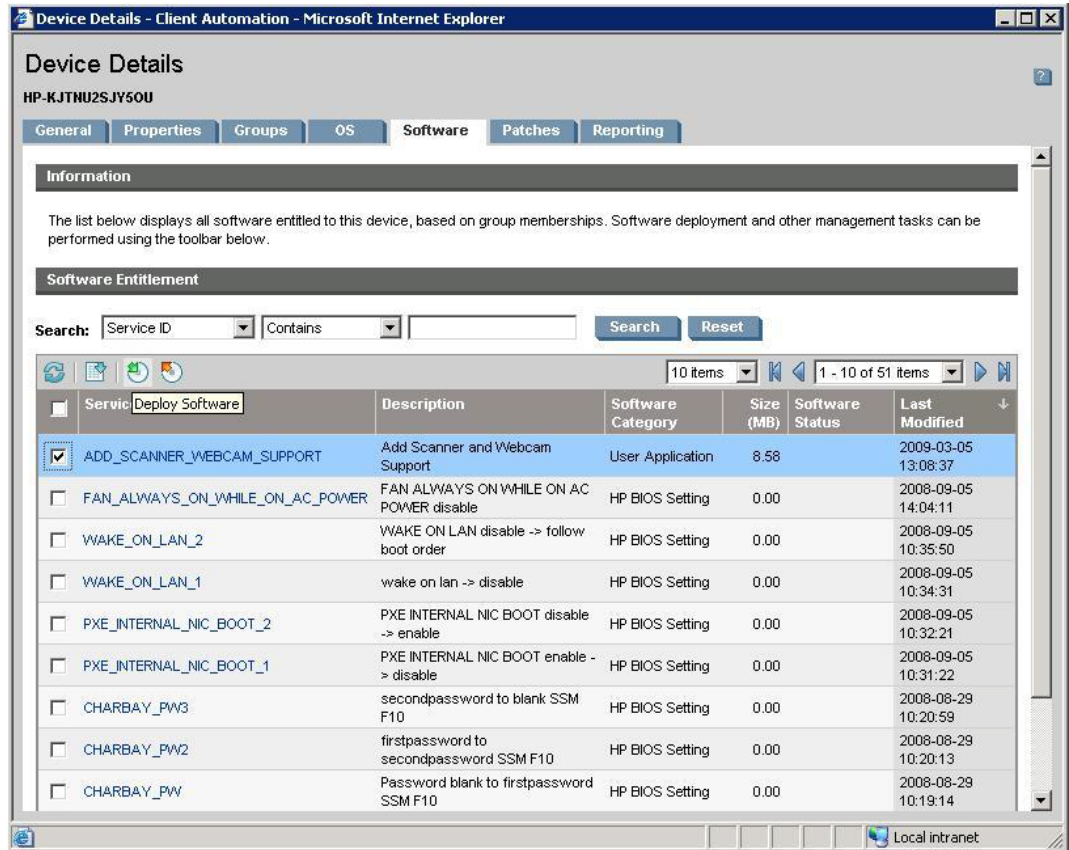 Device Details - Client Automation - Microsoft Internet Explorer
Device Details
?
HP-KJTNU2SJY5OU
General Properties Groups OS Software Patches Reporting
Information
The list below displays all software entitled to this device, based on group memberships. Software deployment and other management tasks can be
performed using the toolbar below.
Software Entitlement
Search: Service ID Contains Search Reset
10 items 1 - 10 of 51 items
Servic Deploy Software Description Software Size Software Last
Category (MB) Status Modified
ADD_SCANNER_WEBCAM_SUPPORT Add Scanner and Webcam User Application 8.58 2009-03-05
Support 13:08:37
FAN_ALWAYS_ON_WHILE_ON_AC_POWER FAN ALWAYS ON WHILE ON AC HP BIOS Setting 0.00 2008-09-05
POWER disable 14:04:11
WAKE_ON_LAN_2 WAKE ON LAN disable -> follow HP BIOS Setting 0.00 2008-09-05
boot order 10:35:50
WAKE_ON_LAN_1 wake on lan -> disable HP BIOS Setting 0.00 2008-09-05
10:34:31
PXE_INTERNAL_NIC_BOOT_2 PXE INTERNAL NIC BOOT disable HP BIOS Setting 0.00 2008-09-05
-> enable 10:32:21
PXE_INTERNAL_NIC_BOOT_1 PXE INTERNAL NIC BOOT enable - HP BIOS Setting 0.00 2008-09-05
> disable 10:31:22
CHARBAY_PW3 secondpassword to blank SSM HP BIOS Setting 0.00 2008-08-29
F10 10:20:59
CHARBAY_PW2 firstpassword to HP BIOS Setting 0.00 2008-08-29
secondpassword SSM F10 10:20:13
CHARBAY_PW Password blank to firstpassword HP BIOS Setting 0.00 2008-08-29
SSM F10 10:19:14
Local intranet